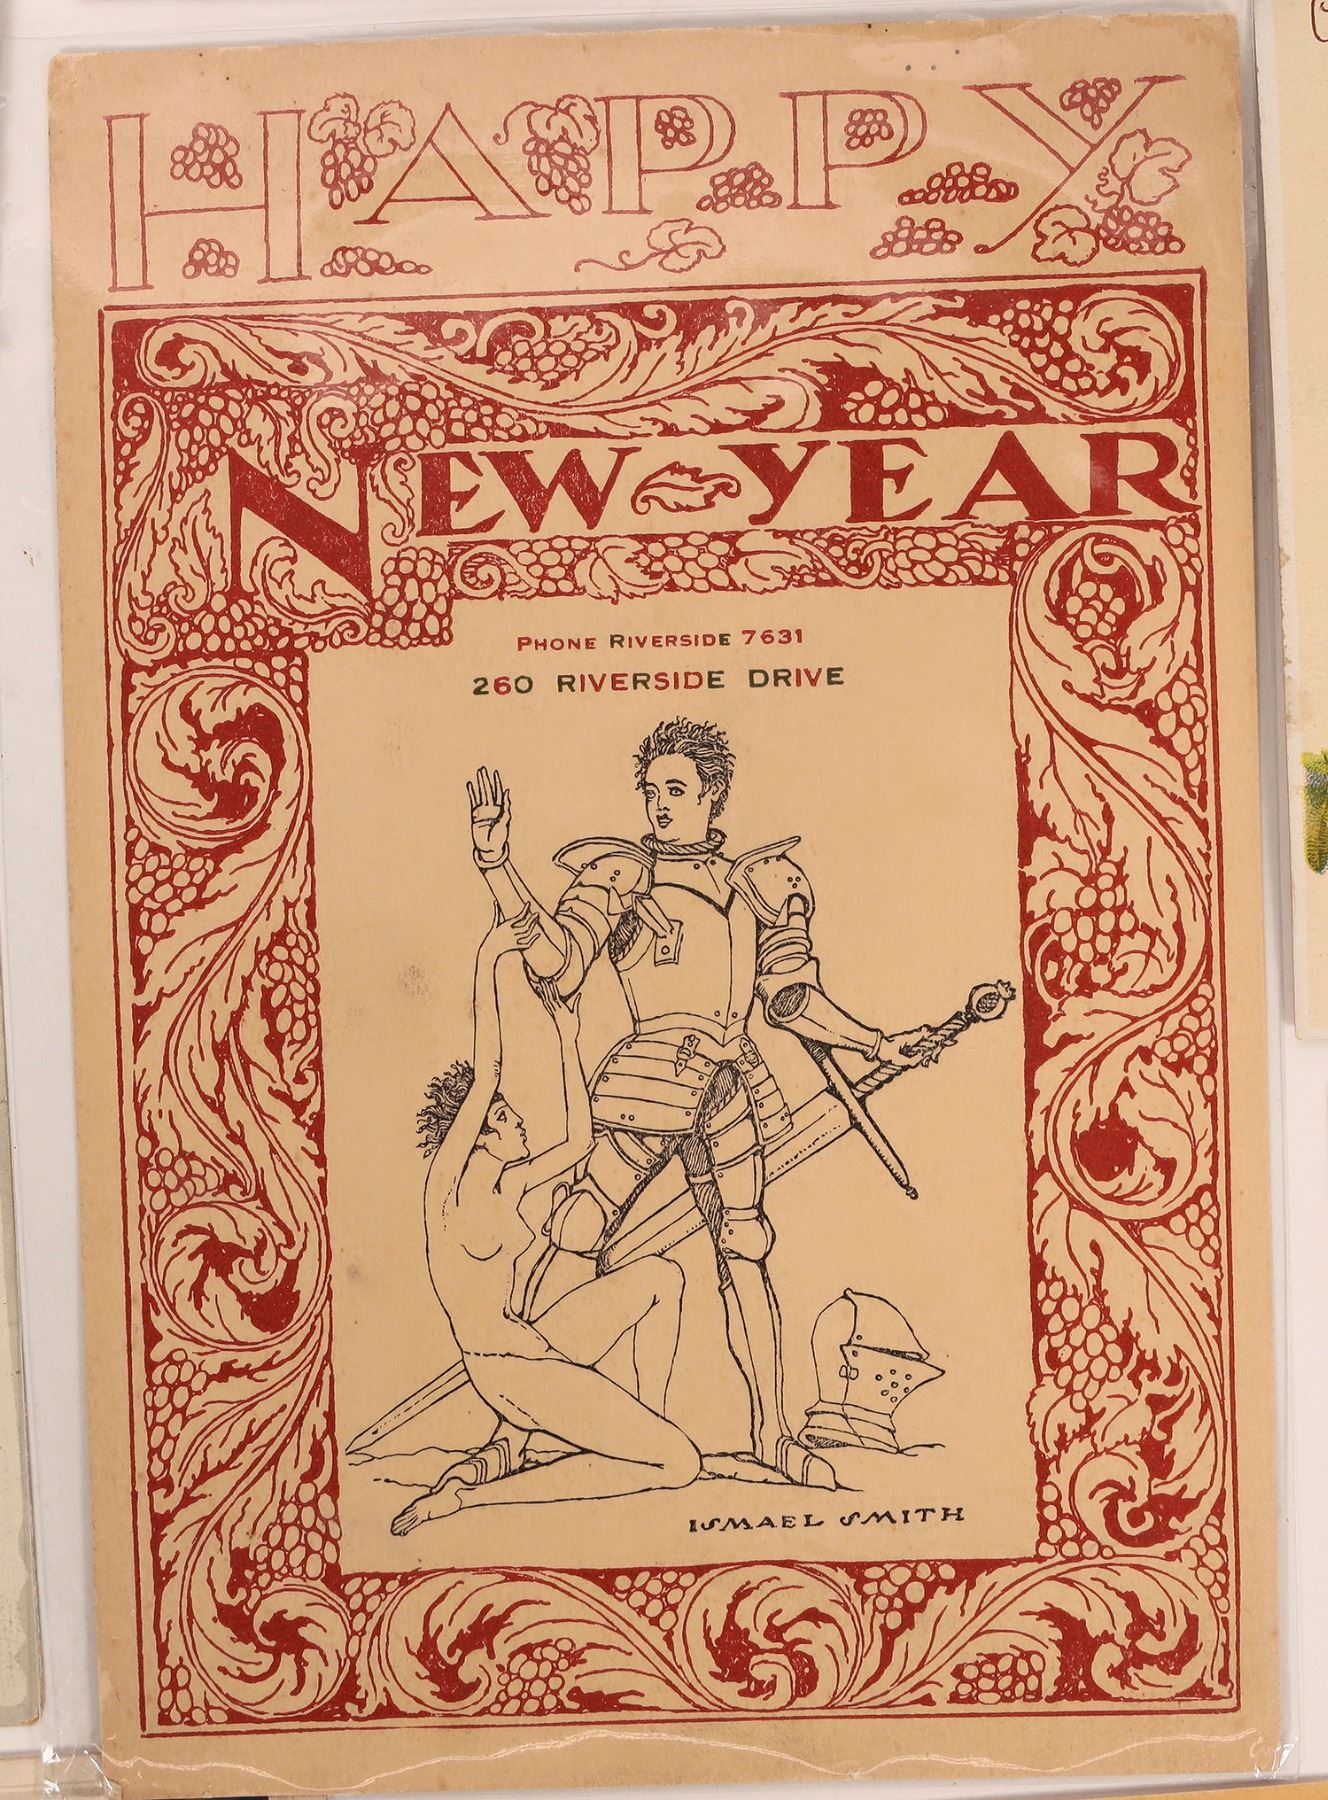 HAPPY
NEW YEAR
PHONE RIVERSIDE 7631
260 RIVERSIDE DRIVE
ISMAEL SMITH